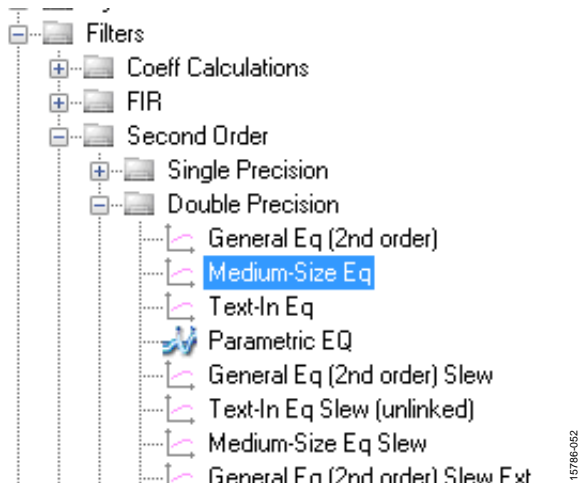 Filters
Coeff Calculations
FIR
Second Order
Single Precision
Double Precision
General Eq (2nd order)
Medium-Size Eq
Text-In Eq
Parametric EQ
General Eq (2nd order) Slew
Text-In Eq Slew (unlinked)
Medium-Size Eq Slew
General Eq (2nd order) Slew Ext
15786-052